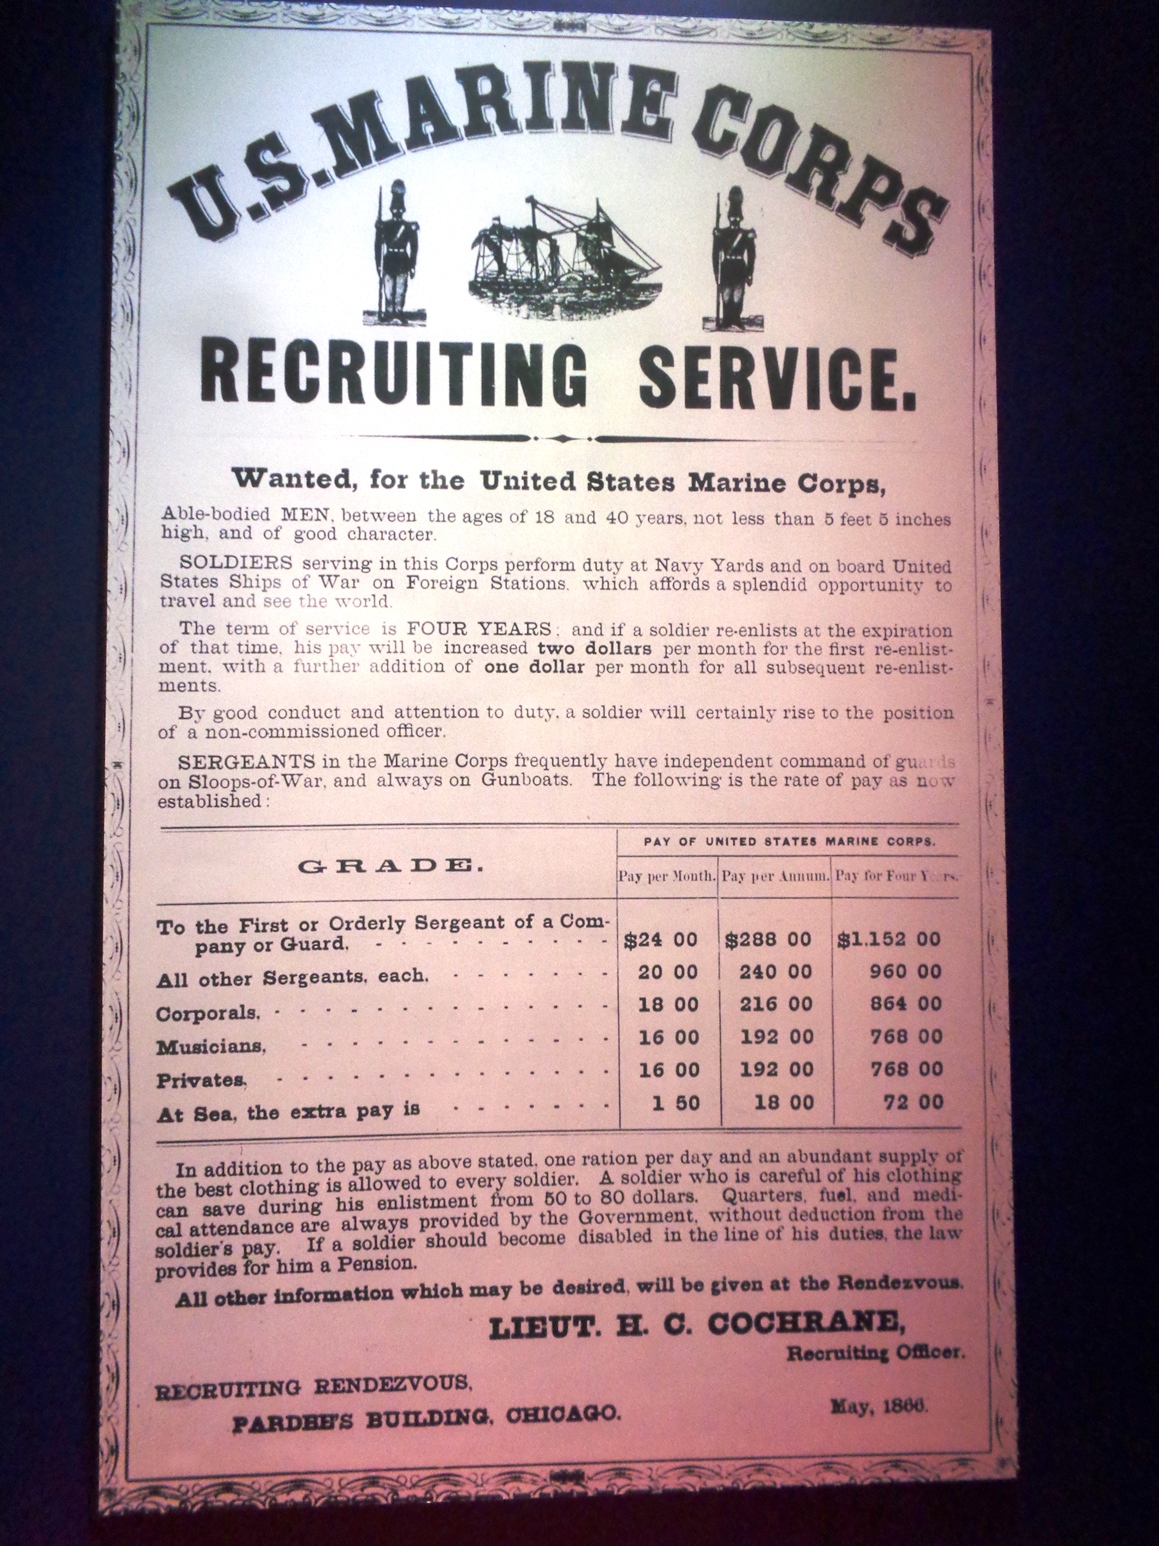 U.S. MARINE CORPS
RECRUITING SERVICE.
Wanted, for the United States Marine Corps,
Able-bodied MEN, between the ages of 18 and 40 years, not less than 5 feet 5 inches
high, and of good character.
SOLDIERS serving in this Corps perform duty at Navy Yards and on board United
States Ships of War on Foreign Stations, which affords a splendid opportunity to
travel and see the world.
The term of service is FOUR YEARS; and if a soldier re-enlists at the expiration
of that time, his pay will be increased two dollars per month for the first re-enlist-
ment, with a further addition of one dollar per month for all subsequent re-enlist-
ments.
By good conduct and attention to duty, a soldier will certainly rise to the position
of a non-commissioned officer.
SERGEANTS in the Marine Corps frequently have independent command of guards
on Sloops-of-War, and always on Gunboats. The following is the rate of pay as now
established:
GRADE.
PAY OF UNITED STATES MARINE CORPS.
Pay per Month. Pay per Annum. Pay for Four Years.
To the First or Orderly Sergeant of a Com-
pany or Guard, - - - - - - - - - - $24 00 $288 00 $1.152 00
All other Sergeants, each, - - - - - - - 20 00 240 00 960 00
Corporals, - - - - - - - - - - - - - 18 00 216 00 864 00
Musicians, - - - - - - - - - - - - 16 00 192 00 768 00
Privates, - - - - - - - - - - - - - 16 00 192 00 768 00
At Sea, the extra pay is - - - - - - - 1 50 18 00 72 00
In addition to the pay as above stated, one ration per day and an abundant supply of
the best clothing is allowed to every soldier. A soldier who is careful of his clothing
can save during his enlistment from 50 to 80 dollars. Quarters, fuel, and medi-
cal attendance are always provided by the Government, without deduction from the
soldier's pay. If a soldier should become disabled in the line of his duties, the law
provides for him a Pension.
All other information which may be desired, will be given at the Rendezvous.
LIEUT. H. C. COCHRANE,
Recruiting Officer.
RECRUITING RENDEZVOUS,
PARDEE'S BUILDING, CHICAGO.
May, 1866.